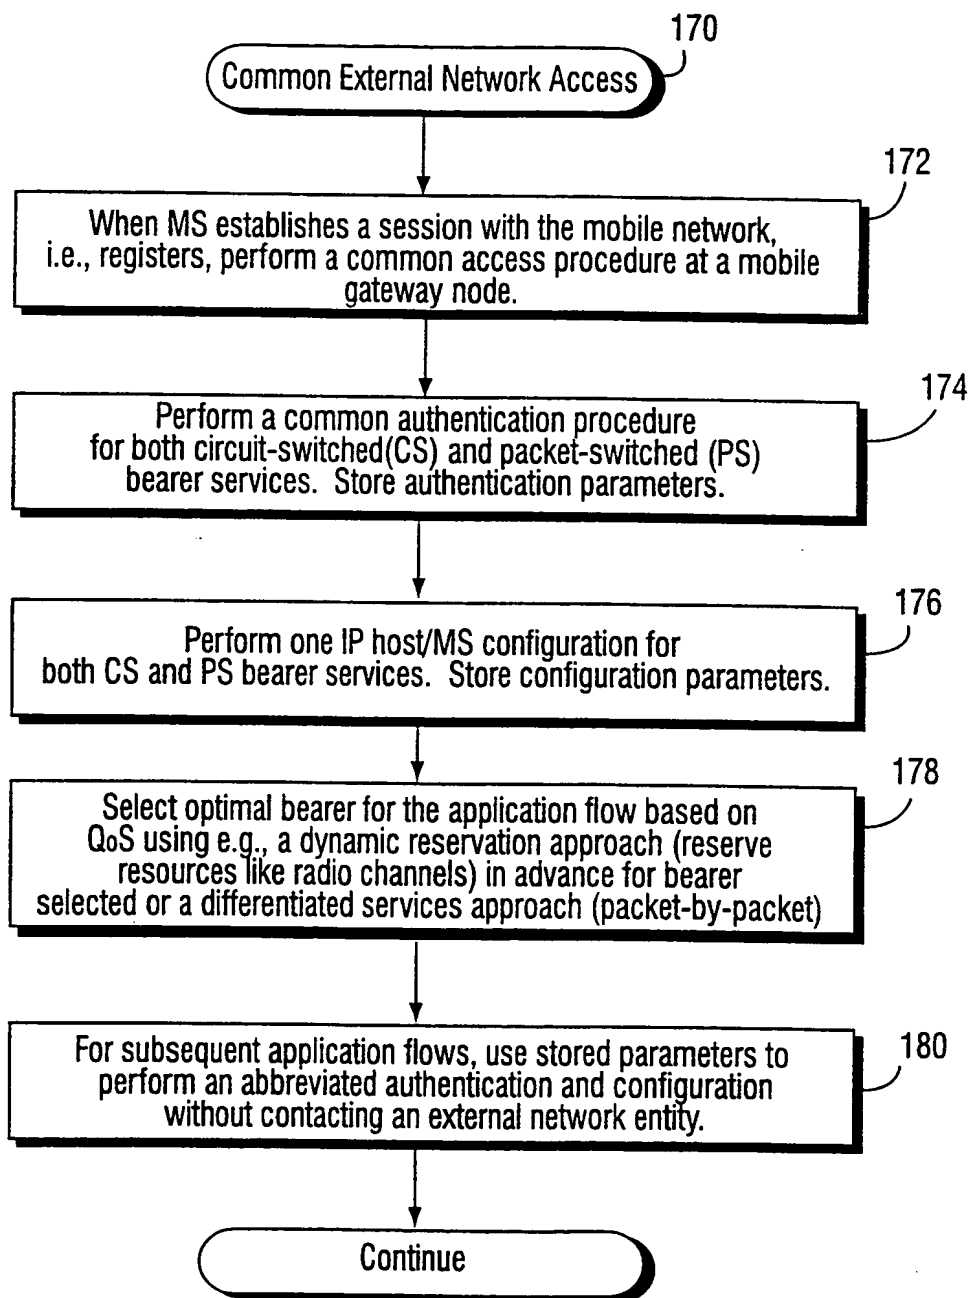 170
Common External Network Access
172
When MS establishes a session with the mobile network,
i.e., registers, perform a common access procedure at a mobile
gateway node.
174
Perform a common authentication procedure
for both circuit-switched(CS) and packet-switched (PS)
bearer services. Store authentication parameters.
176
Perform one IP host/MS configuration for
both CS and PS bearer services. Store configuration parameters.
178
Select optimal bearer for the application flow based on
QoS using e.g., a dynamic reservation approach (reserve
resources like radio channels) in advance for bearer
selected or a differentiated services approach (packet-by-packet)
180
For subsequent application flows, use stored parameters to
perform an abbreviated authentication and configuration
without contacting an external network entity.
Continue